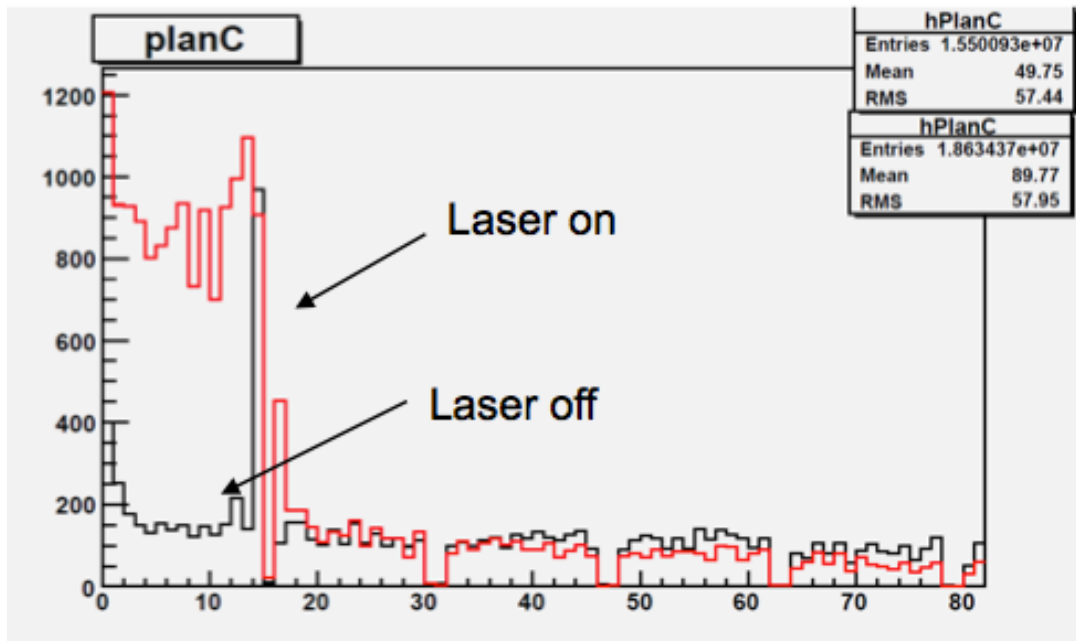 planC
hPlanC
Entries 1.550093e+07
Mean 49.75
RMS 57.44
hPlanC
Entries 1.863437e+07
Mean 89.77
RMS 57.95
1200
1000
800
600
400
200
0
Laser on
Laser off
0 10 20 30 40 50 60 70 80